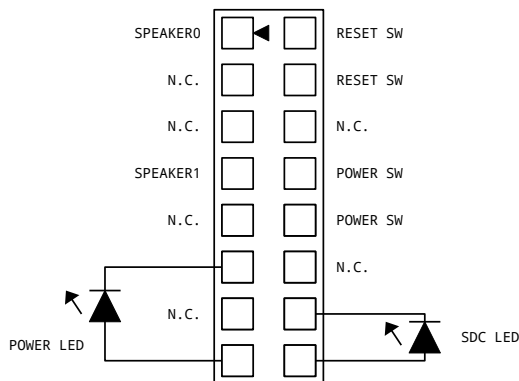 SPEAKER0 RESET SW
N.C. RESET SW
N.C. N.C.
SPEAKER1 POWER SW
N.C. POWER SW
N.C.
N.C.
SDC LED
POWER LED